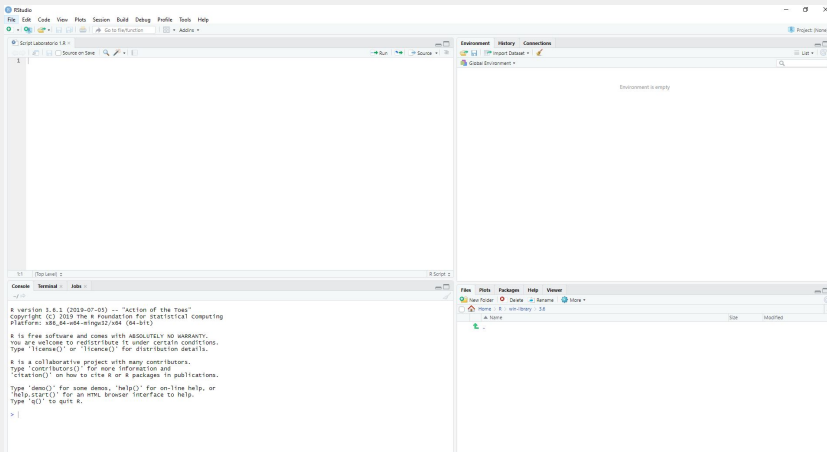 RStudio
File Edit Code View Plots Session Build Debug Profile Tools Help
Go to file/function Addins
Project: (None
Script Laboratorio 1.R
Source on Save Run Source
1
1:1 (Top Level) R Script
Console Terminal Jobs
~/
R version 3.6.1 (2019-07-05) -- "Action of the Toes"
Copyright (C) 2019 The R Foundation for Statistical Computing
Platform: x86_64-w64-mingw32/x64 (64-bit)
R is free software and comes with ABSOLUTELY NO WARRANTY.
You are welcome to redistribute it under certain conditions.
Type 'license()' or 'licence()' for distribution details.
R is a collaborative project with many contributors.
Type 'contributors()' for more information and
'citation()' on how to cite R or R packages in publications.
Type 'demo()' for some demos, 'help()' for on-line help, or
'help.start()' for an HTML browser interface to help.
Type 'q()' to quit R.
>
Environment History Connections
Import Dataset List
Global Environment
Environment is empty
Files Plots Packages Help Viewer
New Folder Delete Rename More
Home R win-library 3.6
Name Size Modified
..